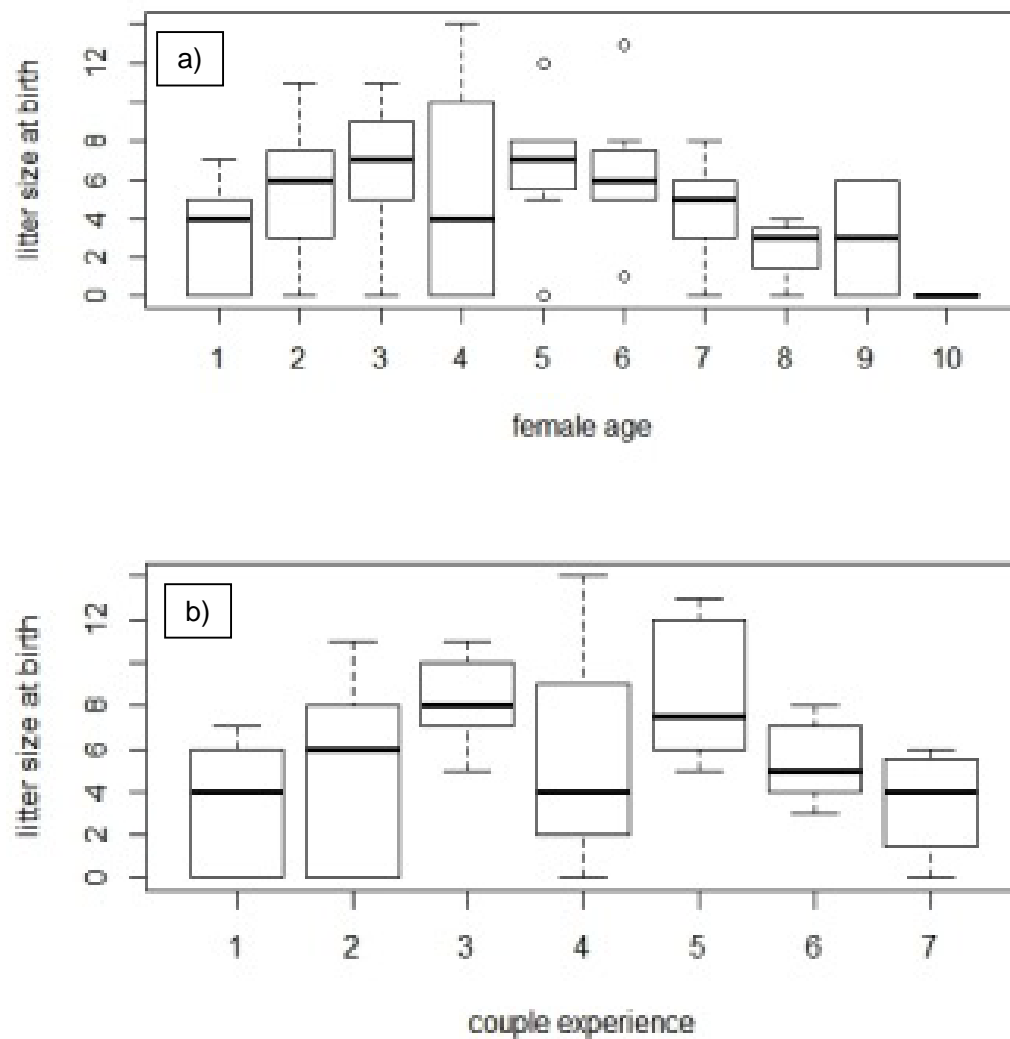 a)
litter size at birth
12
8
6
4
2
0
1 2 3 4 5 6 7 8 9 10
female age
b)
litter size at birth
12
8
6
4
2
0
1 2 3 4 5 6 7
couple experience